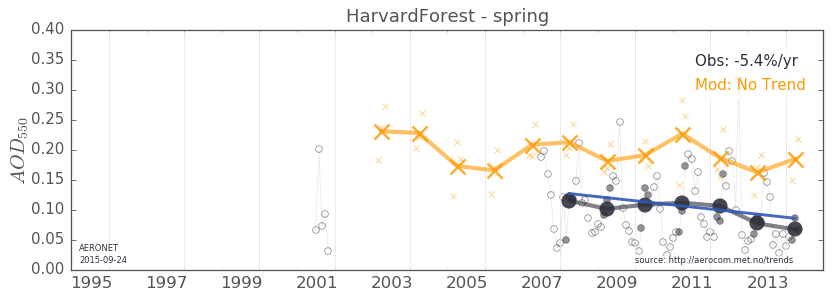 HarvardForest - spring
0.40
0.35
0.30
0.25
0.20
0.15
0.10
0.05
0.00
AOD550
Obs: -5.4%/yr
Mod: No Trend
AERONET
2015-09-24
source: http://aerocom.met.no/trends
1995 1997 1999 2001 2003 2005 2007 2009 2011 2013